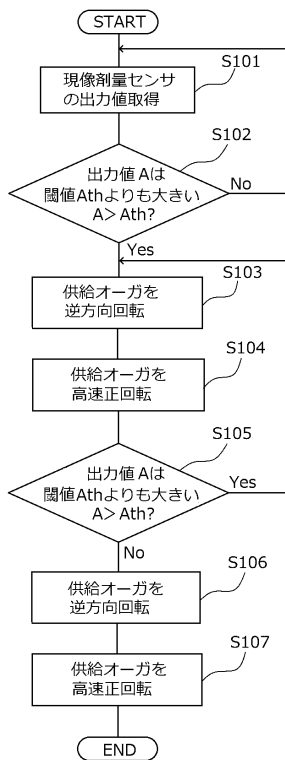 START
現像剤量センサ
の出力値取得
S101
出力値Aは
閾値Athよりも大きい
A＞Ath?
S102
No
Yes
供給オーガを
逆方向回転
S103
供給オーガを
高速正回転
S104
出力値Aは
閾値Athよりも大きい
A＞Ath?
S105
Yes
No
供給オーガを
逆方向回転
S106
供給オーガを
高速正回転
S107
END